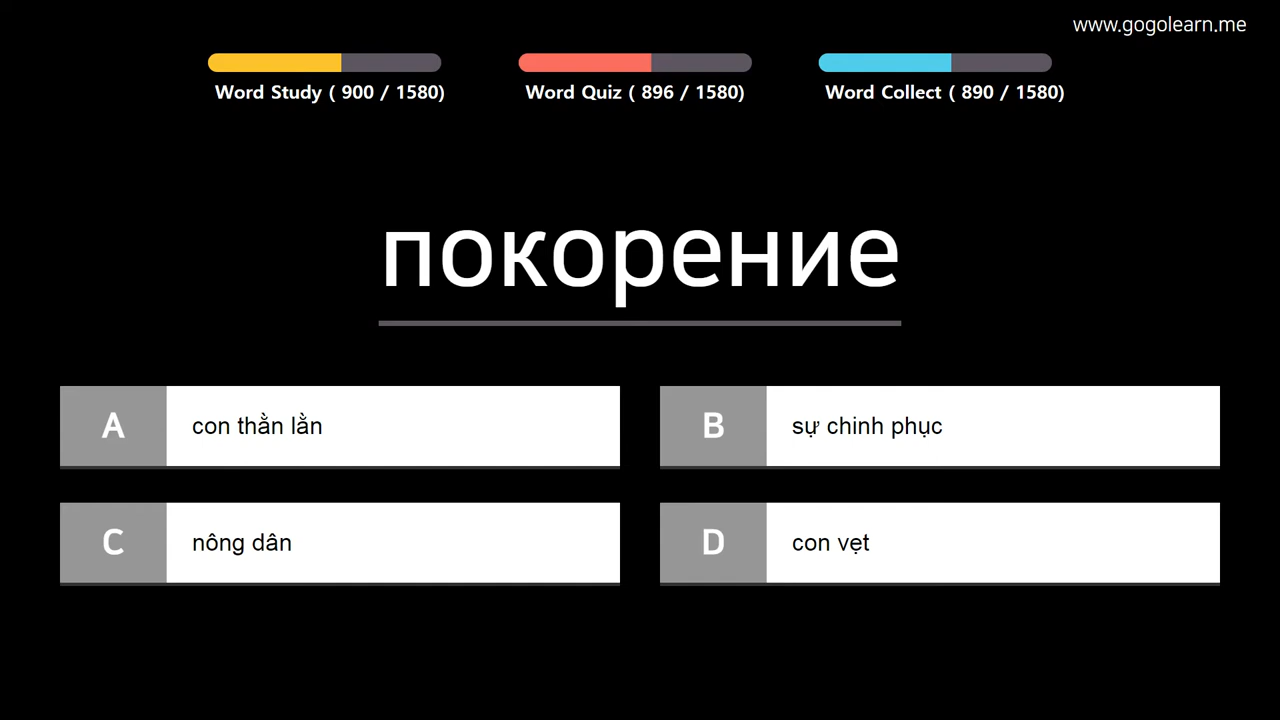 www.gogolearn.me
Word Study ( 900 / 1580)
Word Quiz ( 896 / 1580)
Word Collect ( 890 / 1580)
покорение
A con thằn lằn
B sự chinh phục
C nông dân
D con vẹt